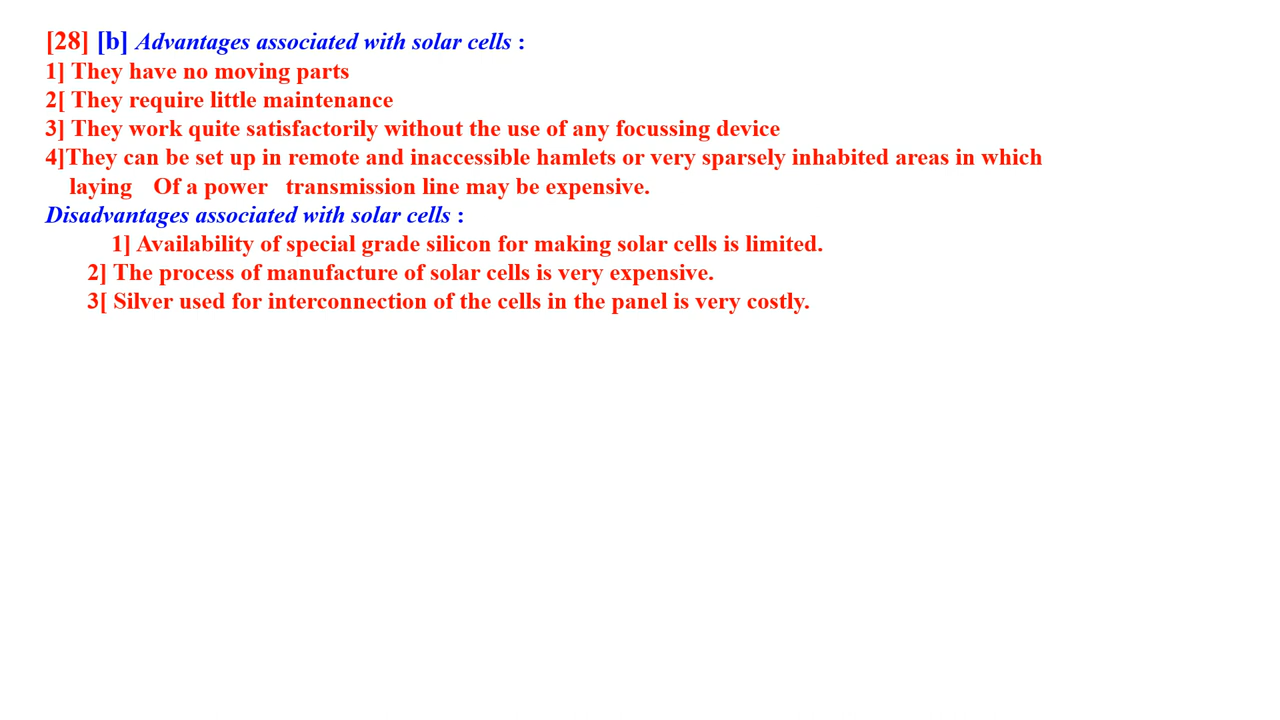 [28] [b] Advantages associated with solar cells :
1] They have no moving parts
2[ They require little maintenance
3] They work quite satisfactorily without the use of any focussing device
4]They can be set up in remote and inaccessible hamlets or very sparsely inhabited areas in which
laying Of a power transmission line may be expensive.
Disadvantages associated with solar cells :
1] Availability of special grade silicon for making solar cells is limited.
2] The process of manufacture of solar cells is very expensive.
3[ Silver used for interconnection of the cells in the panel is very costly.